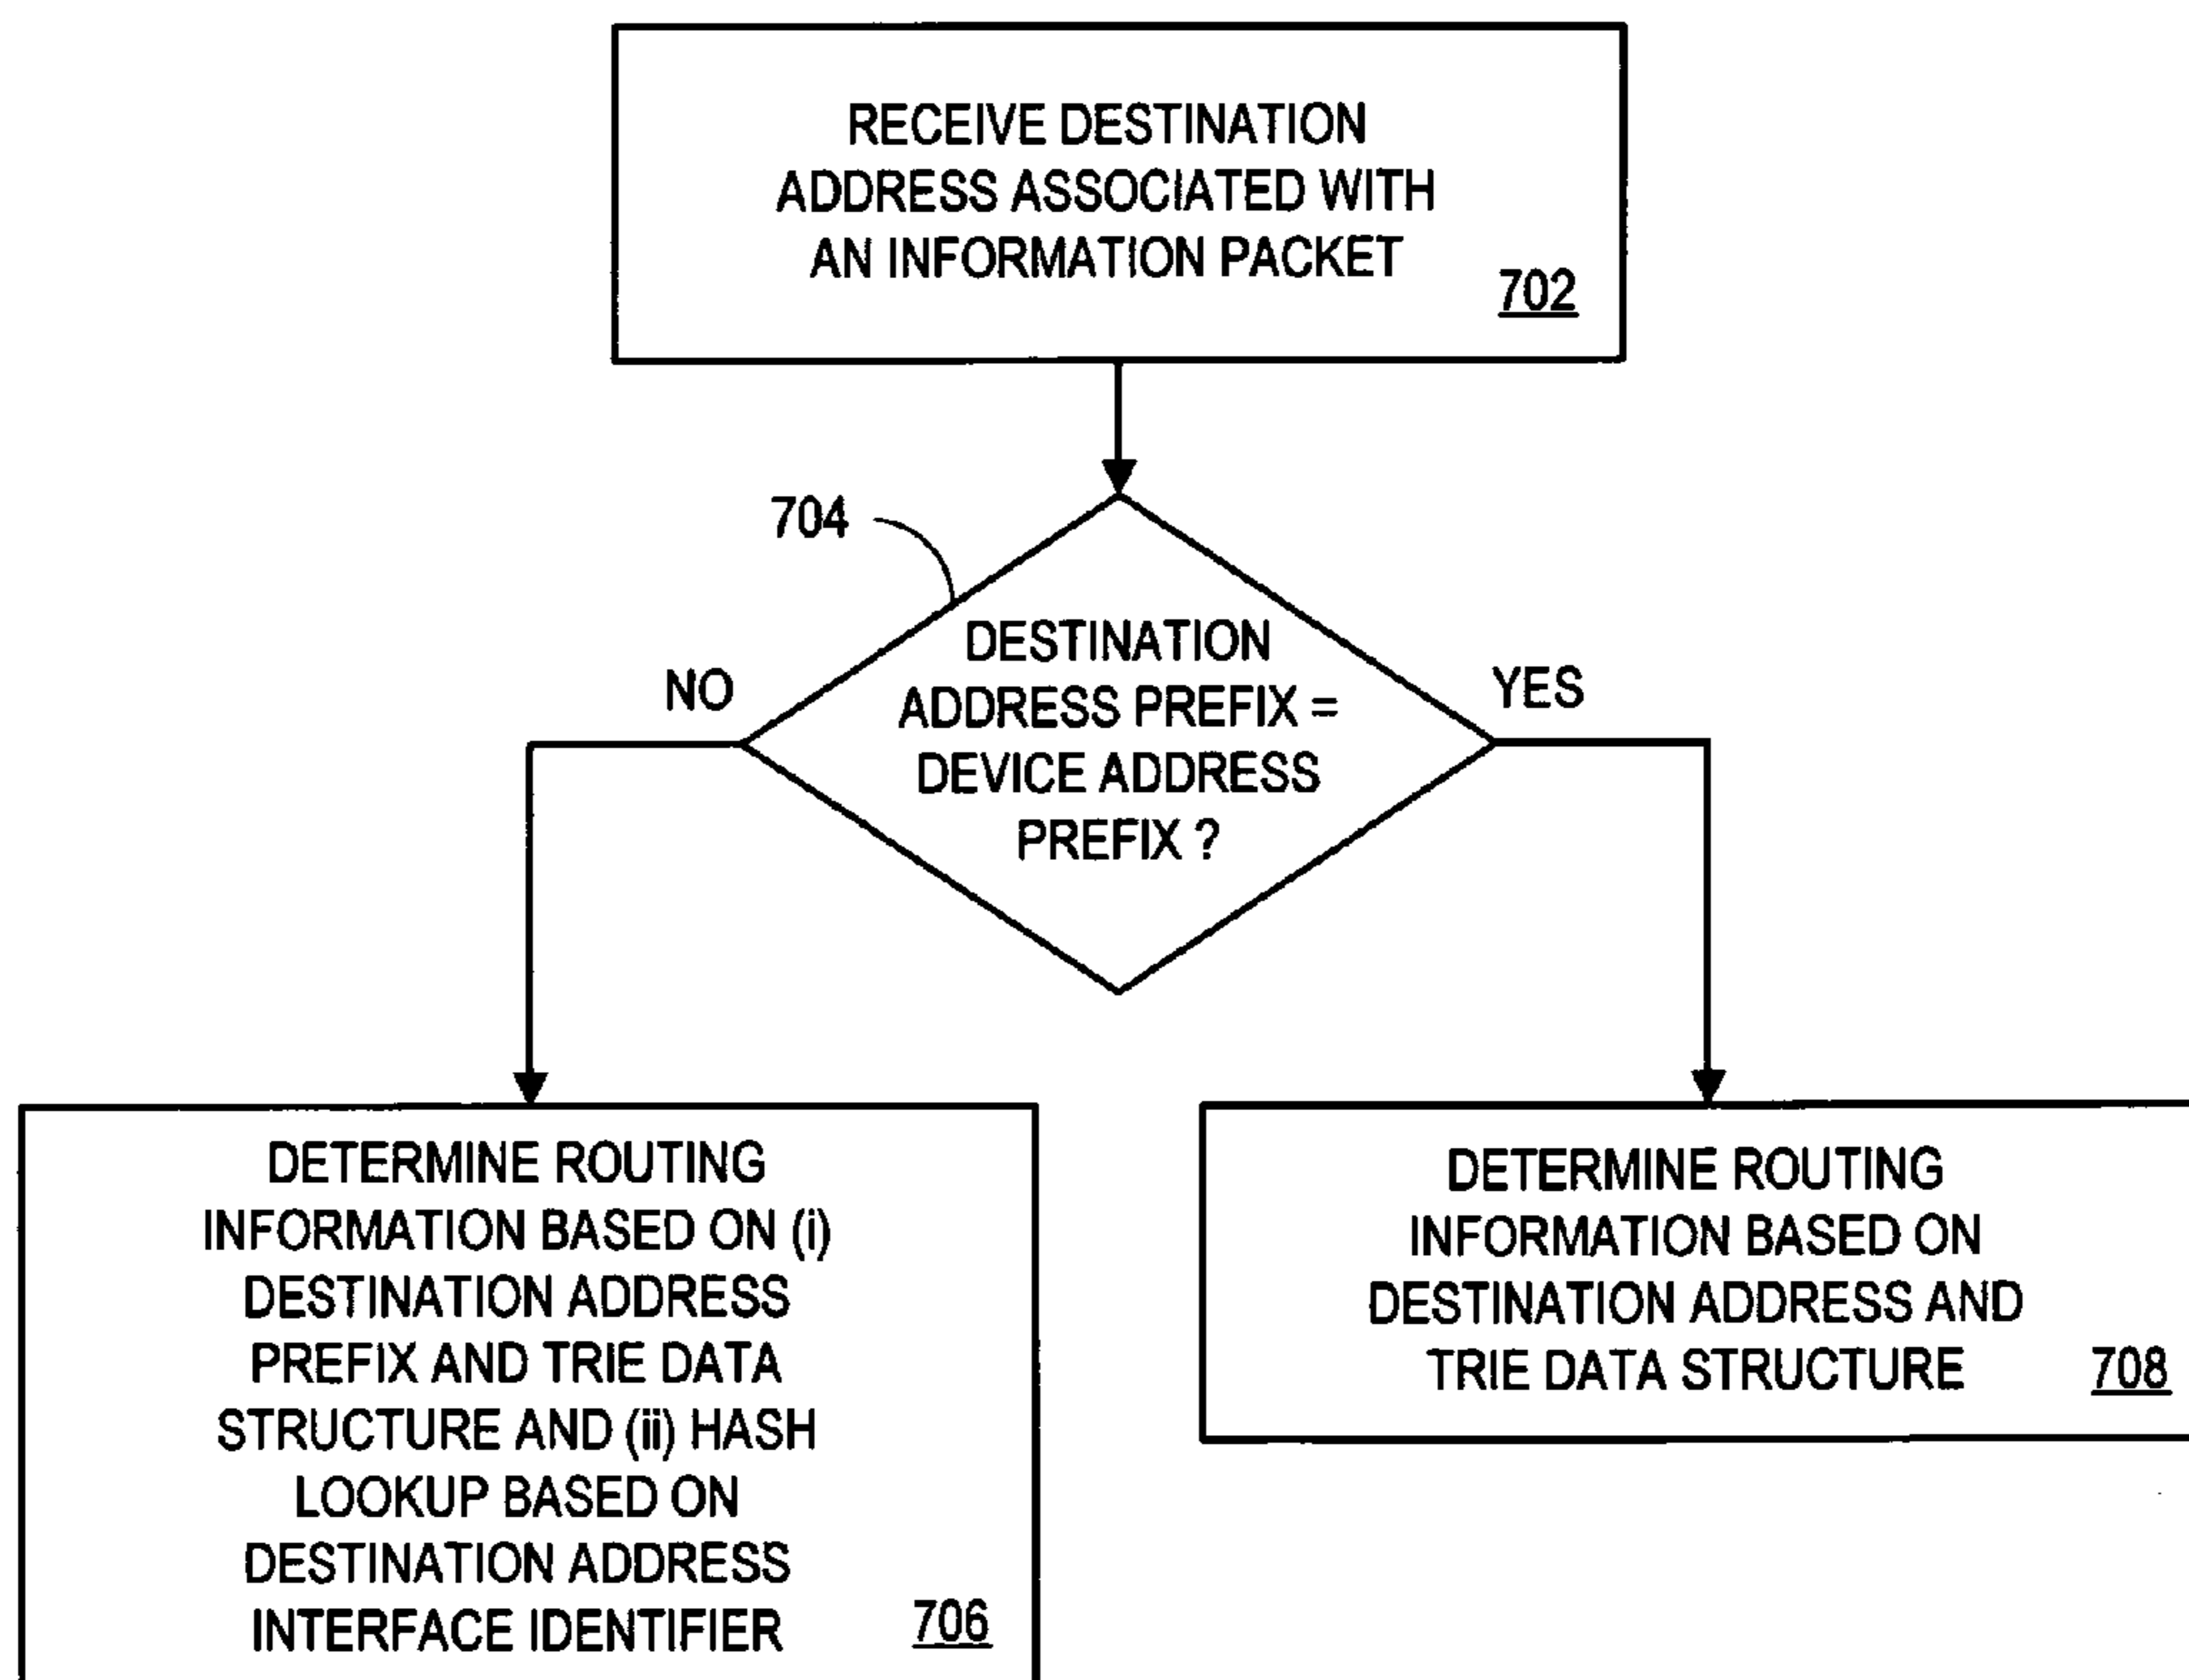 RECEIVE DESTINATION
ADDRESS ASSOCIATED WITH
AN INFORMATION PACKET
702
704
DESTINATION
ADDRESS PREFIX =
DEVICE ADDRESS
PREFIX ?
NO
YES
DETERMINE ROUTING
INFORMATION BASED ON (i)
DESTINATION ADDRESS
PREFIX AND TRIE DATA
STRUCTURE AND (ii) HASH
LOOKUP BASED ON
DESTINATION ADDRESS
INTERFACE IDENTIFIER
706
DETERMINE ROUTING
INFORMATION BASED ON
DESTINATION ADDRESS AND
TRIE DATA STRUCTURE
708